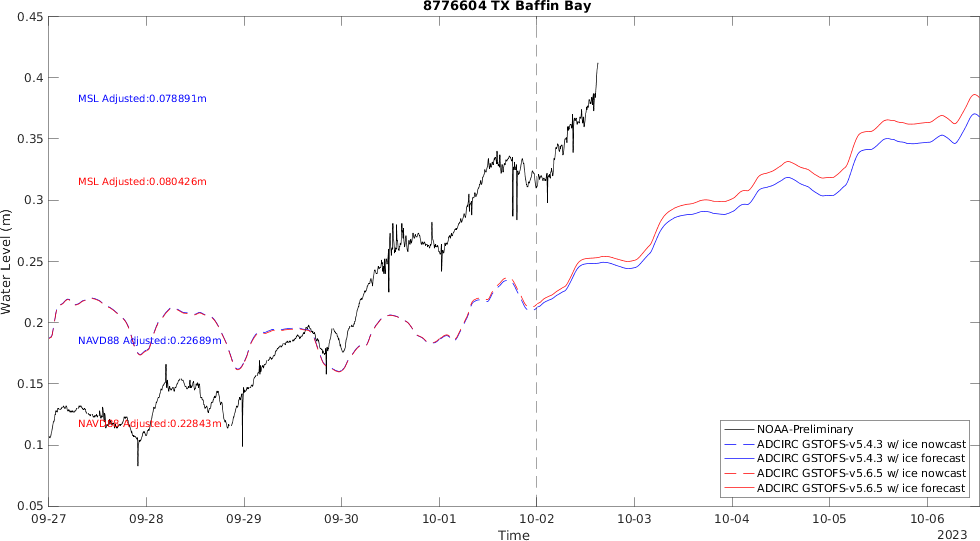 8776604 TX Baffin Bay
0.45
0.4
0.35
0.3
0.25
0.2
0.15
0.1
0.05
Water Level (m)
MSL Adjusted:0.078891m
MSL Adjusted:0.080426m
NAVD88 Adjusted:0.22689m
NAVD88 Adjusted:0.22843m
NOAA-Preliminary
ADCIRC GSTOFS-v5.4.3 w/ ice nowcast
ADCIRC GSTOFS-v5.4.3 w/ ice forecast
ADCIRC GSTOFS-v5.6.5 w/ ice nowcast
ADCIRC GSTOFS-v5.6.5 w/ ice forecast
09-27 09-28 09-29 09-30 10-01 10-02 10-03 10-04 10-05 10-06
Time
2023